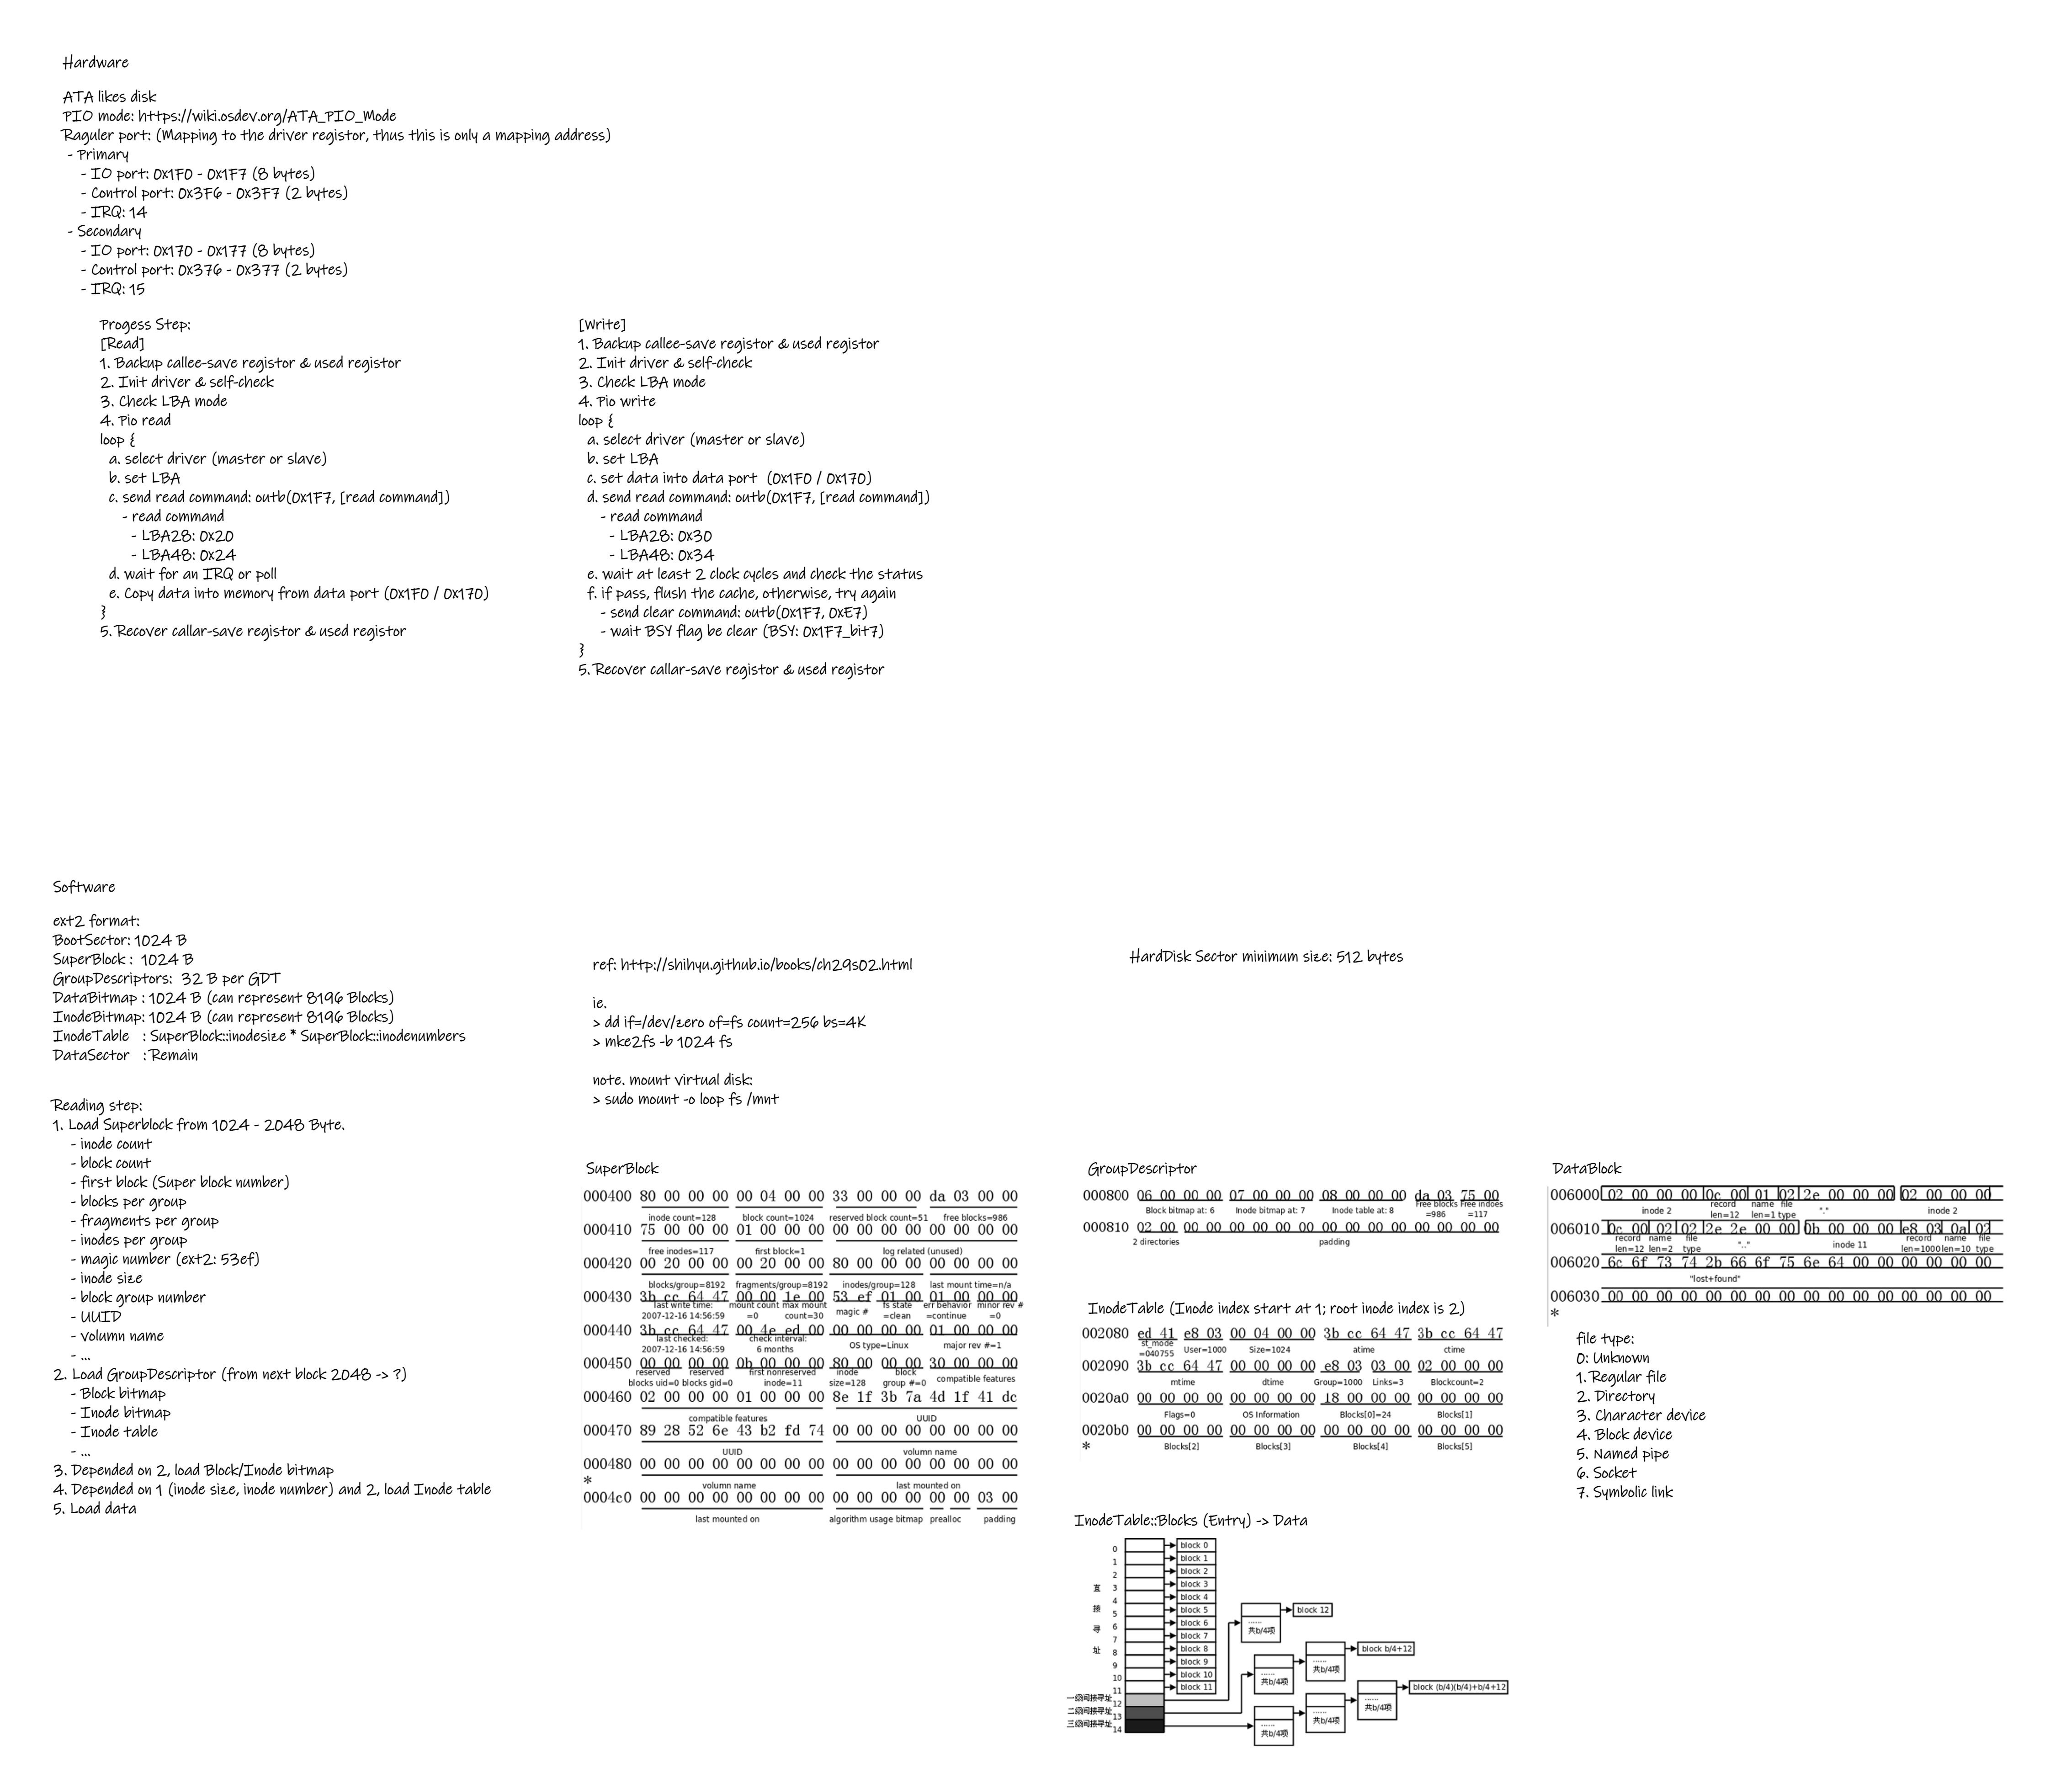 Hardware
ATA likes disk
PIO mode: https://wiki.osdev.org/ATA_PIO_Mode
Raguler port: (Mapping to the driver registor, thus this is only a mapping address)
- Primary
- IO port: 0x1F0 - 0x1F7 (8 bytes)
- Control port: 0x3F6 - 0x3F7 (2 bytes)
- IRQ: 14
- Secondary
- IO port: 0x170 - 0x177 (8 bytes)
- Control port: 0x376 - 0x377 (2 bytes)
- IRQ: 15
Progess Step:
[Read]
1. Backup callee-save registor & used registor
2. Init driver & self-check
3. Check LBA mode
4. Pio read
loop {
a. select driver (master or slave)
b. set LBA
c. send read command: outb(0x1F7, [read command])
- read command
- LBA28: 0x20
- LBA48: 0x24
d. wait for an IRQ or poll
e. Copy data into memory from data port (0x1F0 / 0x170)
}
5. Recover callar-save registor & used registor
[Write]
1. Backup callee-save registor & used registor
2. Init driver & self-check
3. Check LBA mode
4. Pio write
loop {
a. select driver (master or slave)
b. set LBA
c. set data into data port (0x1F0 / 0x170)
d. send read command: outb(0x1F7, [read command])
- read command
- LBA28: 0x30
- LBA48: 0x34
e. wait at least 2 clock cycles and check the status
f. if pass, flush the cache, otherwise, try again
- send clear command: outb(0x1F7, 0xE7)
- wait BSY flag be clear (BSY: 0x1F7_bit7)
}
5. Recover callar-save registor & used registor
Software
ext2 format:
BootSector: 1024 B
SuperBlock : 1024 B
GroupDescriptors: 32 B per GDT
DataBitmap : 1024 B (can represent 8196 Blocks)
InodeBitmap: 1024 B (can represent 8196 Blocks)
InodeTable : SuperBlock::inodesize * SuperBlock::inodenumbers
DataSector : Remain
Reading step:
1. Load Superblock from 1024 - 2048 Byte.
- inode count
- block count
- first block (Super block number)
- blocks per group
- fragments per group
- inodes per group
- magic number (ext2: 53ef)
- inode size
- block group number
- UUID
- volumn name
- ...
2. Load GroupDescriptor (from next block 2048 -> ?)
- Block bitmap
- Inode bitmap
- Inode table
- ...
3. Depended on 2, load Block/Inode bitmap
4. Depended on 1 (inode size, inode number) and 2, load Inode table
5. Load data
ref: http://shihyu.github.io/books/ch29s02.html
ie.
> dd if=/dev/zero of=fs count=256 bs=4K
> mke2fs -b 1024 fs
note. mount virtual disk:
> sudo mount -o loop fs /mnt
HardDisk Sector minimum size: 512 bytes
SuperBlock
000400 80 00 00 00 00 04 00 00 33 00 00 00 da 03 00 00
inode count=128 block count=1024 reserved block count=51 free blocks=986
000410 75 00 00 00 01 00 00 00 00 00 00 00 00 00 00 00
free inodes=117 first block=1 log related (unused)
000420 00 20 00 00 00 20 00 00 80 00 00 00 00 00 00 00
blocks/group=8192 fragments/group=8192 inodes/group=128 last mount time=n/a
000430 3b cc 64 47 00 00 1e 00 53 ef 01 00 01 00 00 00
last write time: mount count max mount magic # fs state err behavior minor rev #
2007-12-16 14:56:59 =0 count=30 =clean =continue =0
000440 3b cc 64 47 00 4e ed 00 00 00 00 00 01 00 00 00
last checked: check interval: OS type=Linux major rev #=1
2007-12-16 14:56:59 6 months
000450 00 00 00 00 0b 00 00 00 80 00 00 00 30 00 00 00
reserved reserved first nonreserved inode block compatible features
blocks uid=0 blocks gid=0 inode=11 size=128 group #=0
000460 02 00 00 00 01 00 00 00 8e 1f 3b 7a 4d 1f 41 dc
compatible features UUID
000470 89 28 52 6e 43 b2 fd 74 00 00 00 00 00 00 00 00
UUID volumn name
000480 00 00 00 00 00 00 00 00 00 00 00 00 00 00 00 00
* volumn name last mounted on
0004c0 00 00 00 00 00 00 00 00 00 00 00 00 00 00 03 00
last mounted on algorithm usage bitmap prealloc padding
GroupDescriptor
000800 06 00 00 00 07 00 00 00 08 00 00 00 da 03 75 00
Block bitmap at: 6 Inode bitmap at: 7 Inode table at: 8 Free blocks =986 Free indoes =117
000810 02 00 00 00 00 00 00 00 00 00 00 00 00 00 00 00
2 directories padding
InodeTable (Inode index start at 1; root inode index is 2)
002080 ed 41 e8 03 00 04 00 00 3b cc 64 47 3b cc 64 47
st_mode =040755 User=1000 Size=1024 atime ctime
002090 3b cc 64 47 00 00 00 00 e8 03 03 00 02 00 00 00
mtime dtime Group=1000 Links=3 Blockcount=2
0020a0 00 00 00 00 00 00 00 00 18 00 00 00 00 00 00 00
Flags=0 OS Information Blocks[0]=24 Blocks[1]
0020b0 00 00 00 00 00 00 00 00 00 00 00 00 00 00 00 00
* Blocks[2] Blocks[3] Blocks[4] Blocks[5]
DataBlock
006000 02 00 00 00 0c 00 01 02 2e 00 00 00 02 00 00 00
inode 2 record len=12 name len=1 file type "." inode 2
006010 0c 00 02 02 2e 2e 00 00 0b 00 00 00 e8 03 0a 02
record len=12 name len=2 file type ".." inode 11 record len=1000 name len=10 file type
006020 6c 6f 73 74 2b 66 6f 75 6e 64 00 00 00 00 00 00
"lost+found"
006030 00 00 00 00 00 00 00 00 00 00 00 00 00 00 00 00
*
file type:
0: Unknown
1. Regular file
2. Directory
3. Character device
4. Block device
5. Named pipe
6. Socket
7. Symbolic link
InodeTable::Blocks (Entry) -> Data
0 block 0
1 block 1
2 block 2
3 block 3
4 block 4
5 block 5
6 block 6
7 block 7
8 block 8
9 block 9
10 block 10
11 block 11
直接寻址
一级间接寻址 12
二级间接寻址 13
三级间接寻址 14
......
共b/4项
block 12
......
共b/4项
......
共b/4项
block b/4+12
......
共b/4项
......
共b/4项
......
共b/4项
block (b/4)(b/4)+b/4+12